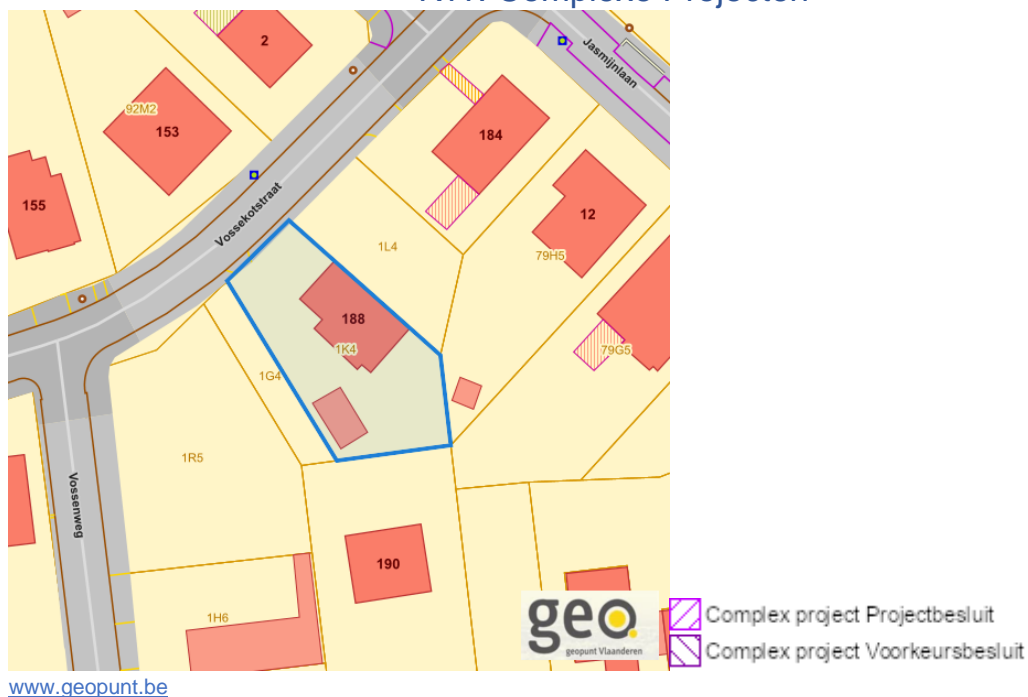 2
Jasmijnlaan
92M2
153
184
155
Vossekotstraat
12
1L4
79H5
188
1K4
79G5
1G4
1R5
Vossenweg
190
1H6
geo.
geopunt Vlaanderen
Complex project Projectbesluit
Complex project Voorkeursbesluit
www.geopunt.be